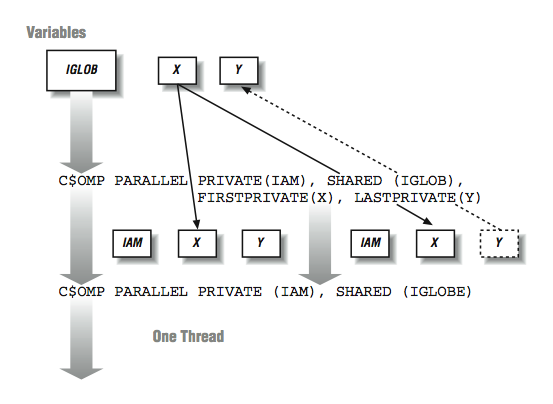 Variables
IGLOB X Y
C$OMP PARALLEL PRIVATE(IAM), SHARED (IGLOB),
FIRSTPRIVATE(X), LASTPRIVATE(Y)
IAM X Y IAM X Y
C$OMP PARALLEL PRIVATE (IAM), SHARED (IGLOBE)
One Thread